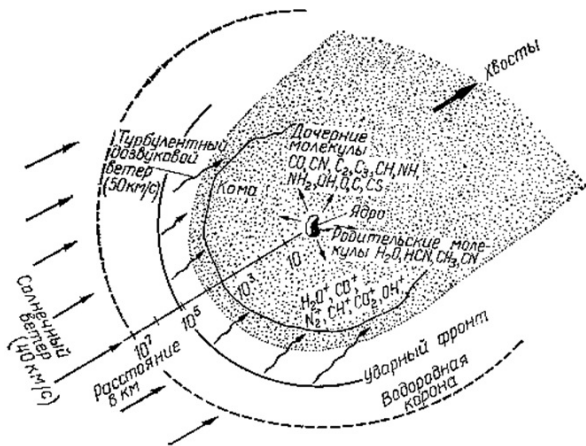 Хвосты
Турбулентный
дозвуковой
ветер
(50км/с)
Дочерние
молекулы
CO,CN,C₂,C₃,CH,NH,
NH₂,OH,O,C,CS
Кома
Ядро
Родительские моле-
кулы H₂O,HCN,CH₃CN
H₂O⁺,CO⁺,
N₂⁺,CH⁺,CO₂⁺,OH⁺
10
10³
10⁵
10⁷
Солнечный
ветер
(40км/с)
Расстояние
в км
Ударный фронт
Водородная
корона